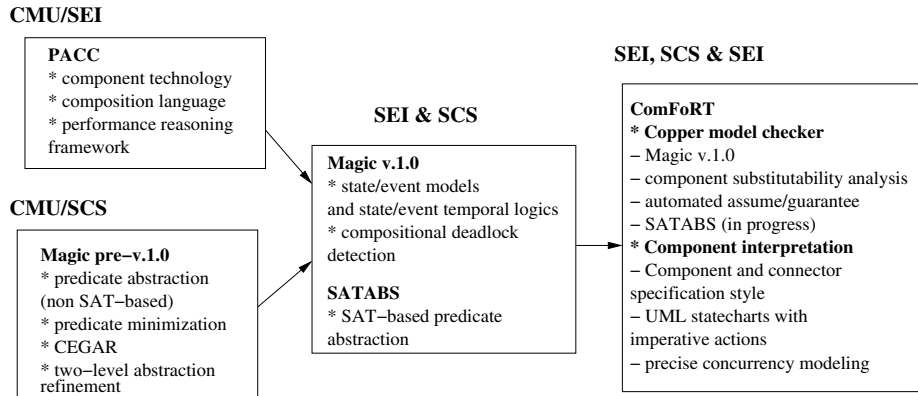 CMU/SEI
PACC
* component technology
* composition language
* performance reasoning
framework
CMU/SCS
Magic pre−v.1.0
* predicate abstraction
(non SAT−based)
* predicate minimization
* CEGAR
* two−level abstraction
refinement
SEI & SCS
Magic v.1.0
* state/event models
and state/event temporal logics
* compositional deadlock
detection
SATABS
* SAT−based predicate
abstraction
SEI, SCS & SEI
ComFoRT
* Copper model checker
− Magic v.1.0
− component substitutability analysis
− automated assume/guarantee
− SATABS (in progress)
* Component interpretation
− Component and connector
specification style
− UML statecharts with
imperative actions
− precise concurrency modeling